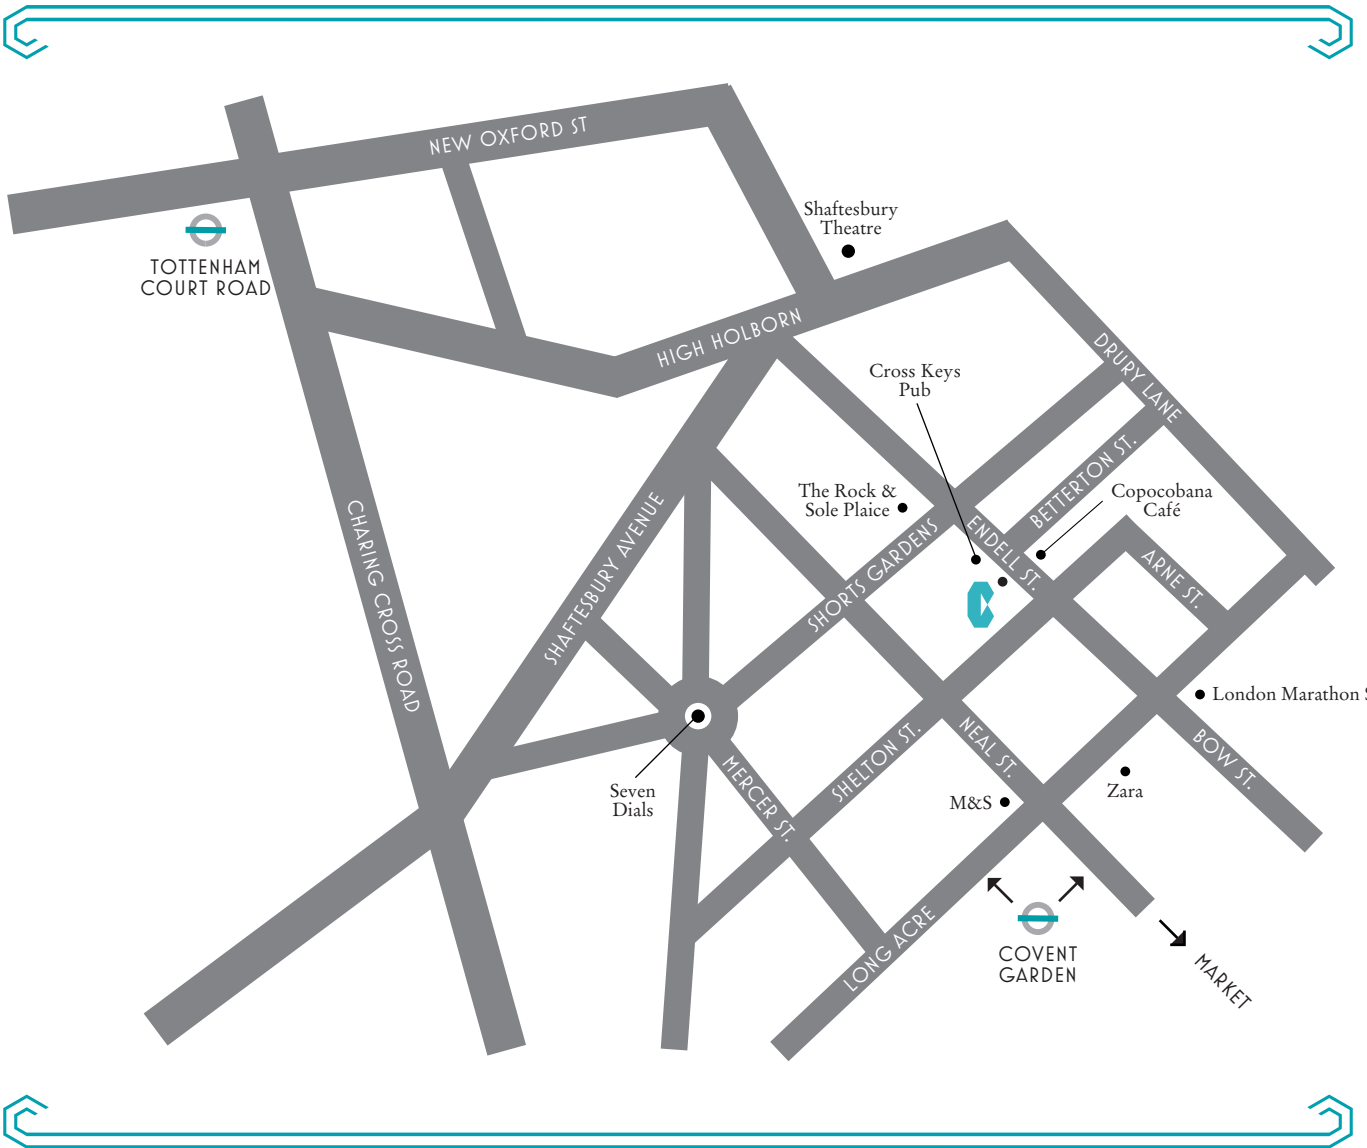 NEW OXFORD ST
Shaftesbury
Theatre
TOTTENHAM
COURT ROAD
HIGH HOLBORN
DRURY LANE
Cross Keys
Pub
BETTERTON ST.
The Rock &
Sole Plaice
Copocobana
Café
CHARING CROSS ROAD
SHAFTESBURY AVENUE
SHORTS GARDENS
ENDELL ST.
ARNE ST.
London Marathon
Seven
Dials
MERCER ST.
SHELTON ST.
NEAL ST.
BOW ST.
M&S
Zara
LONG ACRE
COVENT
GARDEN
MARKET